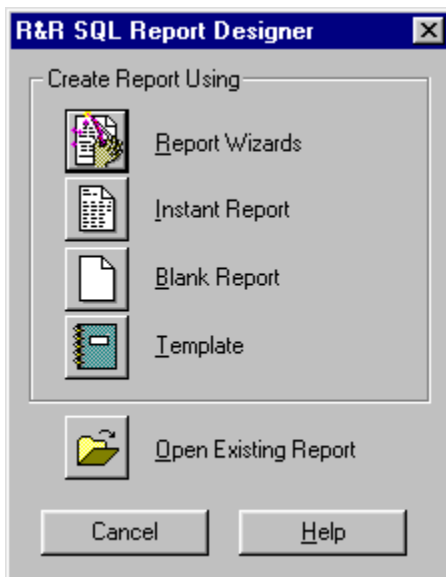 R&R SQL Report Designer
Create Report Using
Report Wizards
Instant Report
Blank Report
Template
Open Existing Report
Cancel Help